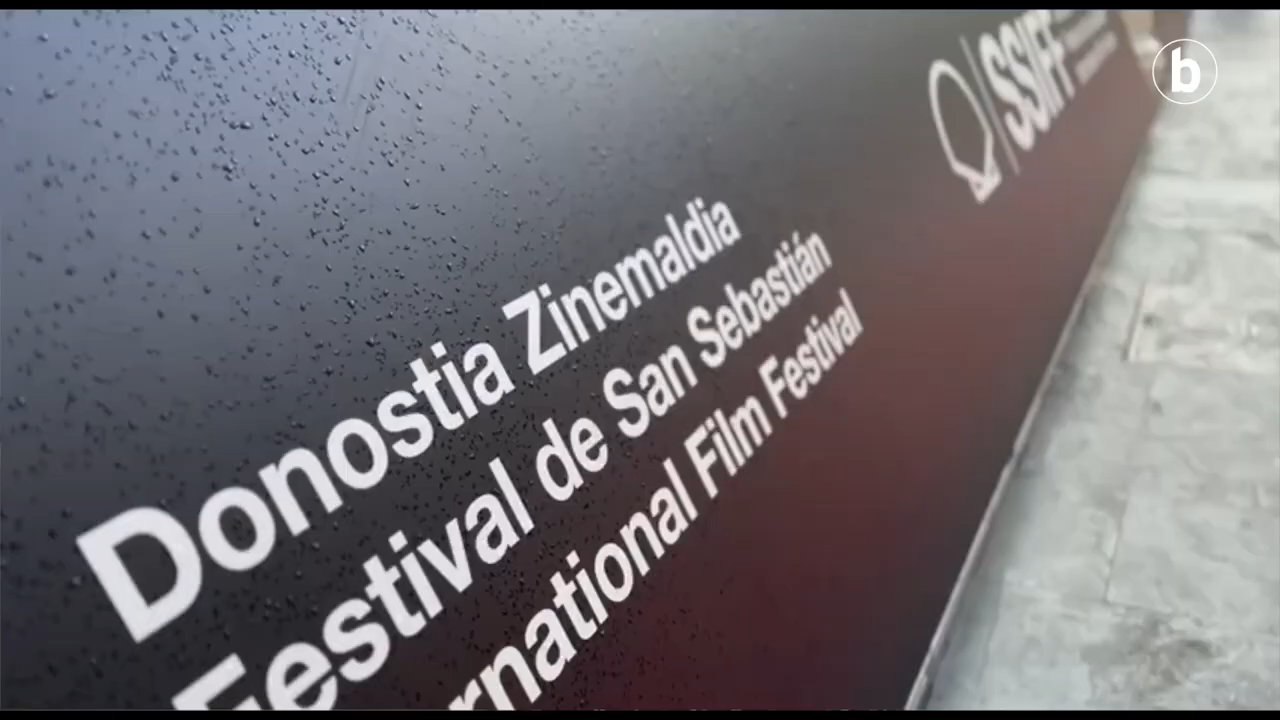 Donostia Zinemaldia
Festival de San Sebastián
rnational Film Festival
SSIFF
b